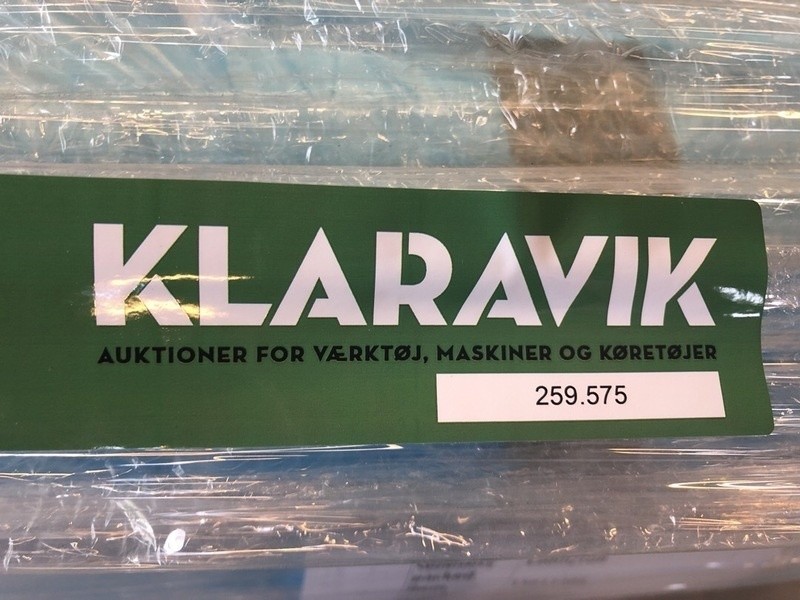 KLARAVIK
AUKTIONER FOR VÆRKTØJ, MASKINER OG KØRETØJER
259.575